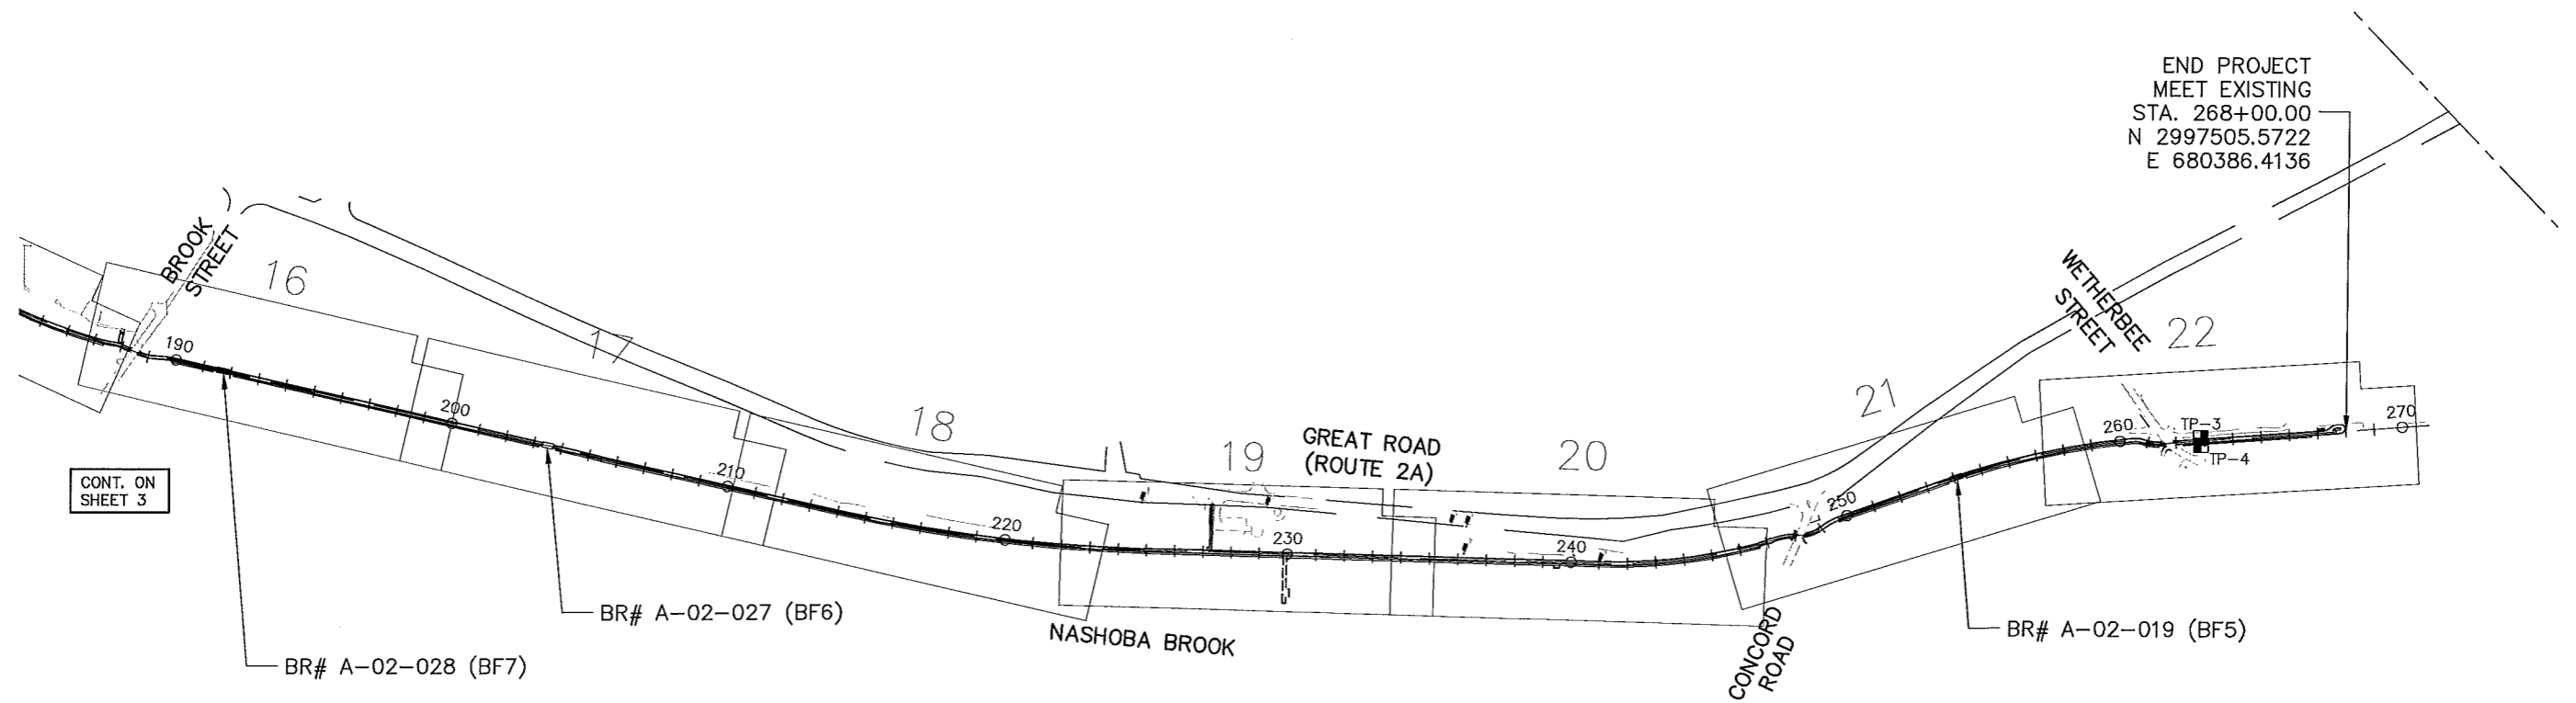 END PROJECT
MEET EXISTING
STA. 268+00.00
N 2997505.5722
E 680386.4136
BROOK
STREET
16
17
18
19
GREAT ROAD
(ROUTE 2A)
20
21
WETHERBEE
STREET
22
190
200
210
220
230
240
250
260
TP-3
TP-4
270
CONT. ON
SHEET 3
BR# A-02-028 (BF7)
BR# A-02-027 (BF6)
NASHOBA BROOK
CONCORD
ROAD
BR# A-02-019 (BF5)